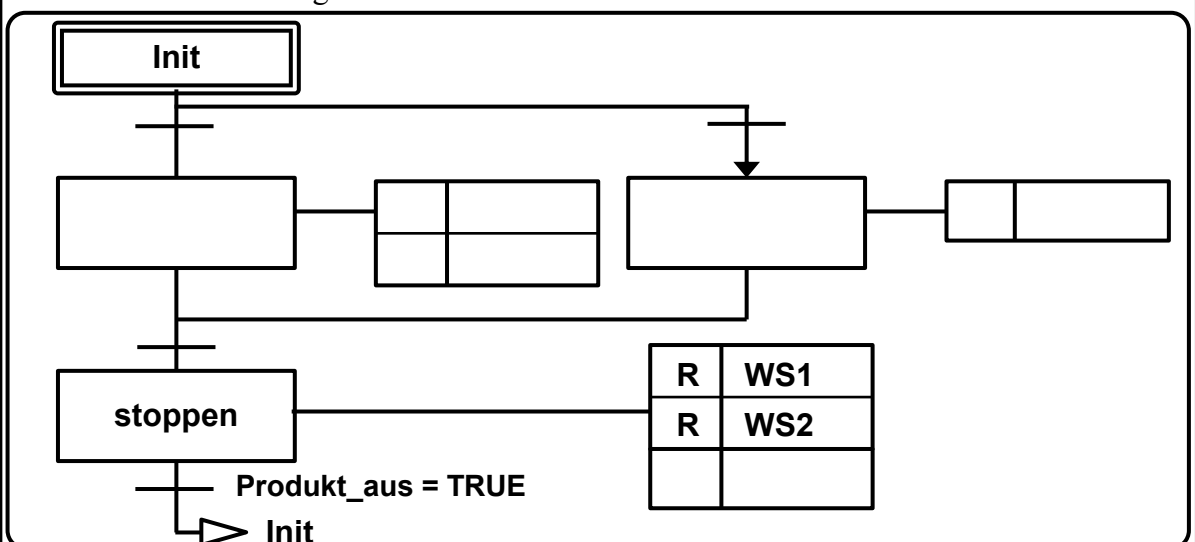 Init
R WS1
stoppen
R WS2
Produkt_aus = TRUE
Init